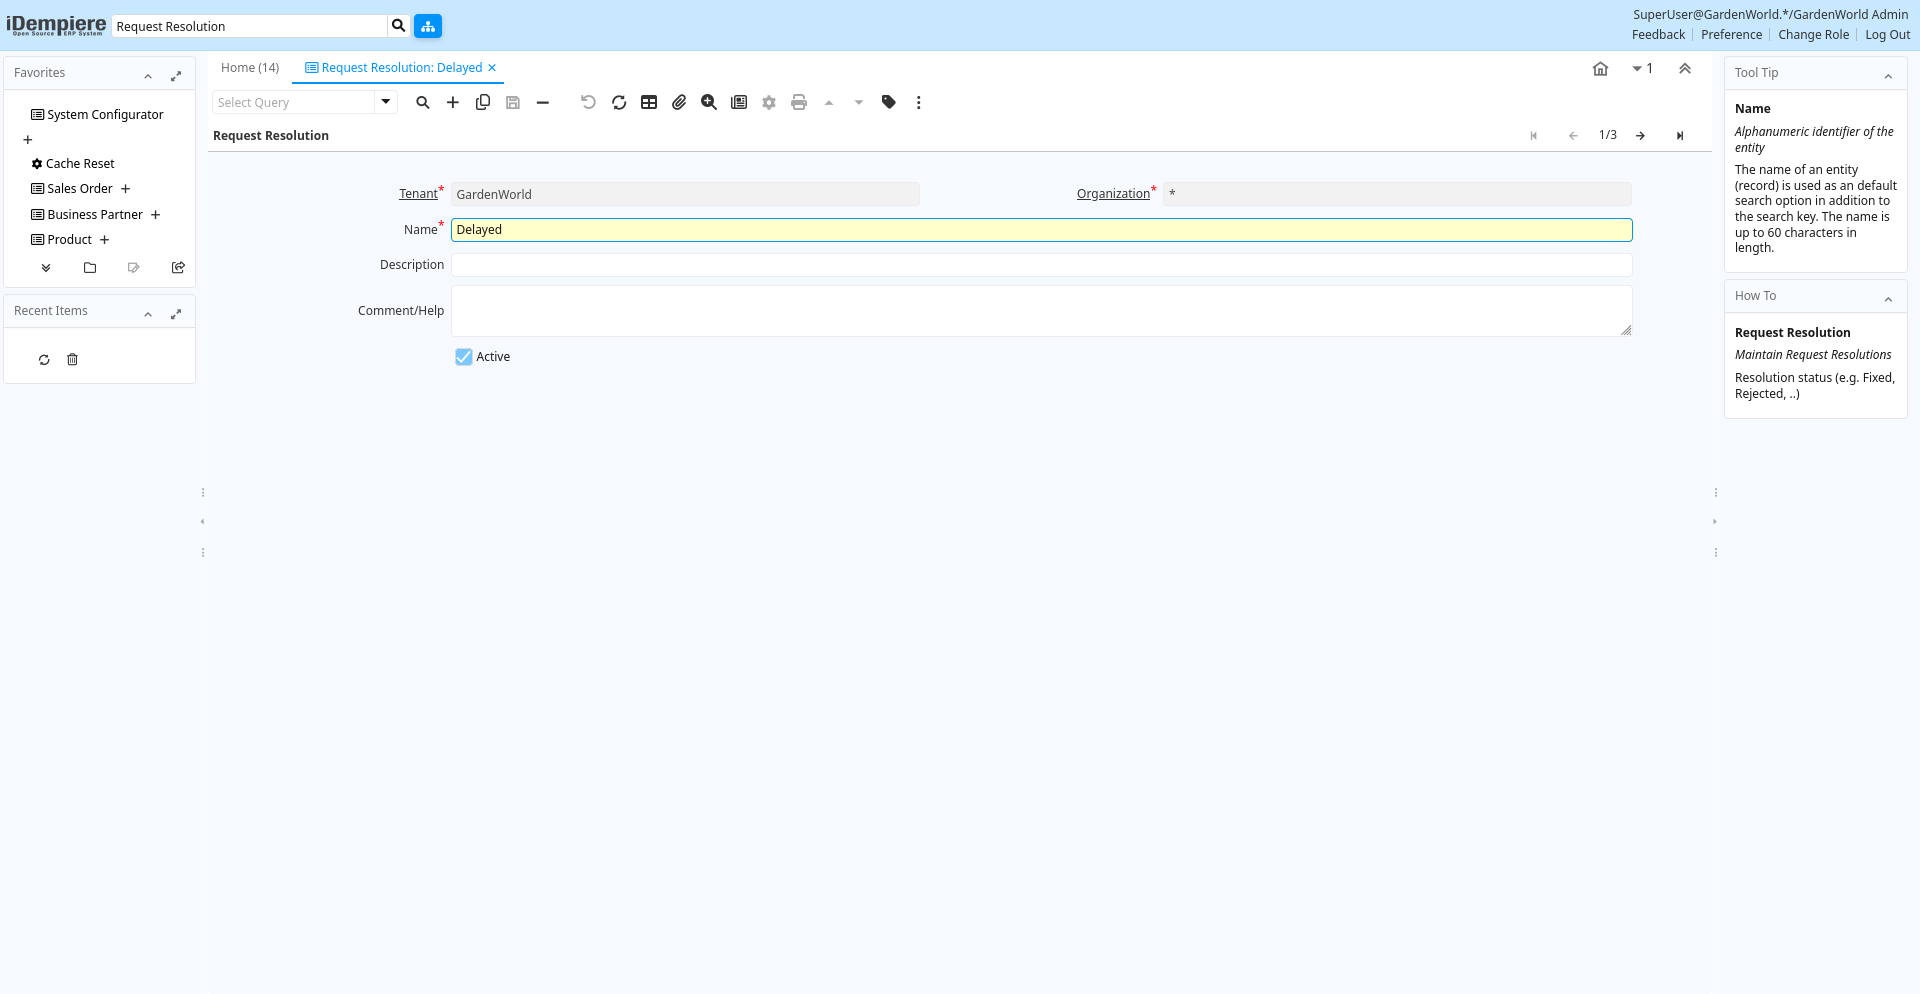 iDempiere
Open Source ERP System
Request Resolution
SuperUser@GardenWorld.*/GardenWorld Admin
Feedback
Preference
Change Role
Log Out
Favorites
System Configurator
Cache Reset
Sales Order
Business Partner
Product
Recent Items
Home (14)
Request Resolution: Delayed
1
Select Query
Request Resolution
1/3
Tenant*
GardenWorld
Organization*
*
Name*
Delayed
Description
Comment/Help
Active
Tool Tip
Name
Alphanumeric identifier of the
entity
The name of an entity
(record) is used as an default
search option in addition to
the search key. The name is
up to 60 characters in
length.
How To
Request Resolution
Maintain Request Resolutions
Resolution status (e.g. Fixed,
Rejected, ..)